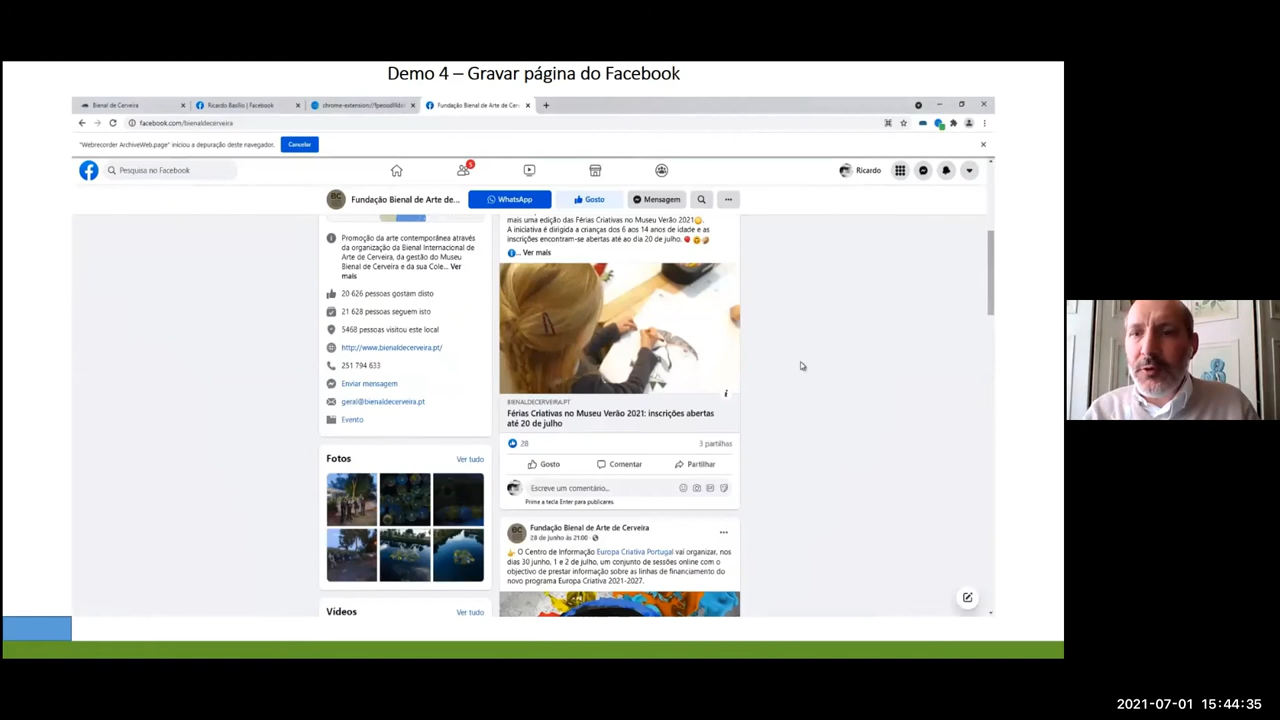 Demo 4 – Gravar página do Facebook
Bienal de Cerveira
Ricardo Basílio | Facebook
Fundação Bienal de Arte de Cer
facebook.com/bienaldecerveira
"Webrecorder ArchiveWeb.page" iniciou a depuração deste navegador.
Cancelar
Pesquisa no Facebook
5
Ricardo
BC
Fundação Bienal de Arte de...
WhatsApp
Gosto
Mensagem
Promoção da arte contemporânea através
da organização da Bienal Internacional de
Arte de Cerveira, da gestão do Museu
Bienal de Cerveira e da sua Cole... Ver
mais
20 626 pessoas gostam disto
21 628 pessoas seguem isto
5468 pessoas visitou este local
http://www.bienaldecerveira.pt/
251 794 633
Enviar mensagem
geral@bienaldecerveira.pt
Evento
Fotos
Ver tudo
Vídeos
Ver tudo
mais uma edição das Férias Criativas no Museu Verão 2021
A iniciativa é dirigida a crianças dos 6 aos 14 anos de idade e as
inscrições encontram-se abertas até ao dia 20 de julho.
... Ver mais
BIENALDECERVEIRA.PT
Férias Criativas no Museu Verão 2021: inscrições abertas
até 20 de julho
28
3 partilhas
Gosto
Comentar
Partilhar
Escreve um comentário...
Prime a tecla Enter para publicares.
BC
Fundação Bienal de Arte de Cerveira
28 de junho às 21:00 ·
O Centro de Informação Europa Criativa Portugal vai organizar, nos
dias 30 junho, 1 e 2 de julho, um conjunto de sessões online com o
objectivo de prestar informação sobre as linhas de financiamento do
novo programa Europa Criativa 2021-2027.
2021-07-01 15:44:35